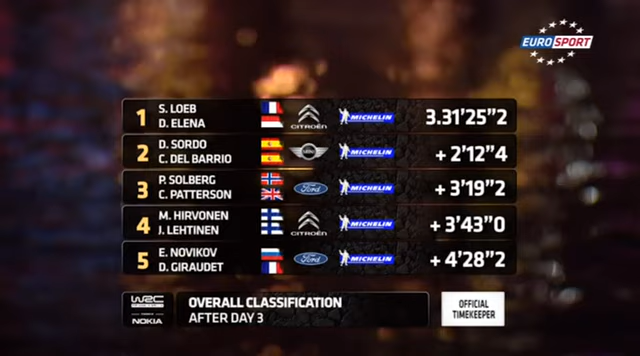 EUROSPORT
1 S. LOEB
D. ELENA CITROËN MICHELIN 3.31'25"2
2 D. SORDO
C. DEL BARRIO MINI MICHELIN + 2'12"4
3 P. SOLBERG
C. PATTERSON Ford MICHELIN + 3'19"2
4 M. HIRVONEN
J. LEHTINEN CITROËN MICHELIN + 3'43"0
5 E. NOVIKOV
D. GIRAUDET Ford MICHELIN + 4'28"2
WRC
NOKIA
OVERALL CLASSIFICATION
AFTER DAY 3
OFFICIAL
TIMEKEEPER